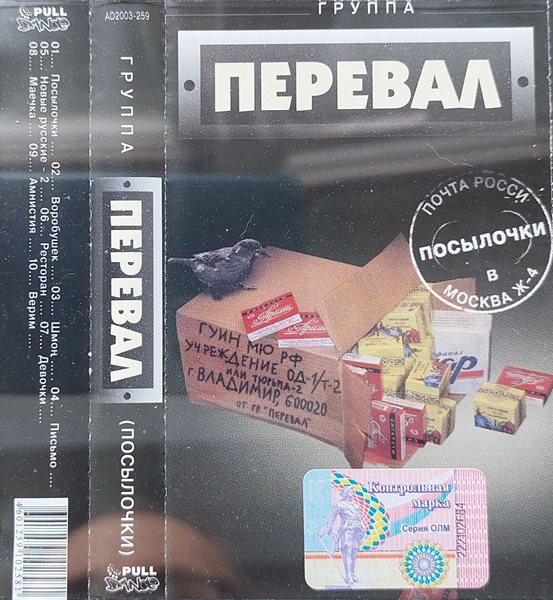 PULL
DANCE
01.... Посылочки .... 02.... Воробушек .... 03.... Шмон .... 04.... Письмо ....
05.... Новые русские - 2 .... 06.... Ресторан .... 07.... Девочки ....
08.... Маечка .... 09.... Амнистия .... 10.... Верим ....
PULL
DANCE
AD2003-259
ГРУППА
ПЕРЕВАЛ
(ПОСЫЛОЧКИ)
ГРУППА
ПЕРЕВАЛ
ПОЧТА РОССИ
ПОСЫЛОЧКИ
В
МОСКВА Ж-4
ГУИН МЮ РФ
УЧРЕЖДЕНИЕ ОД-1/т-2
ИЛИ ТЮРЬМА-2
Г. ВЛАДИМИР, 600020
ОТ ГР "ПЕРЕВАЛ"
Прима
Контрольная
марка
Серия ОЛМ